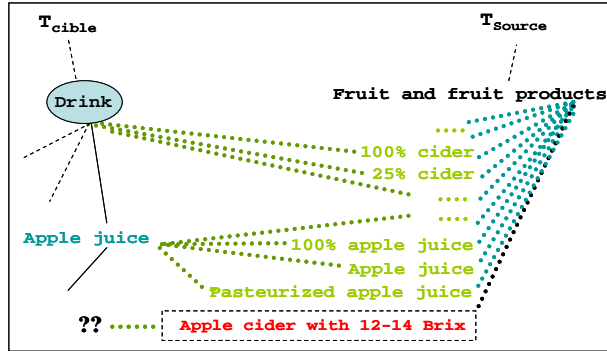 Tcible
TSource
Drink
Fruit and fruit products
100% cider
25% cider
Apple juice
100% apple juice
Apple juice
Pasteurized apple juice
??
Apple cider with 12-14 Brix